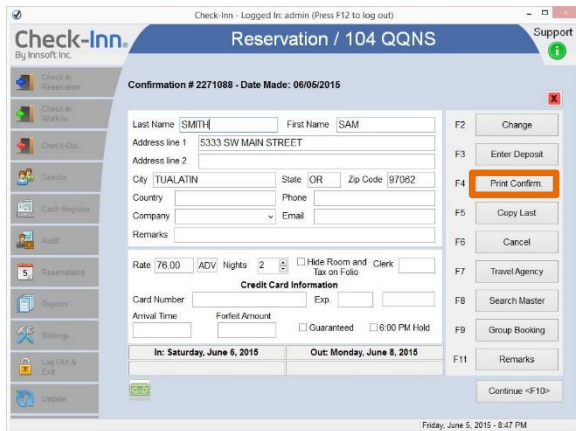 Check-Inn - Logged In: admin (Press F12 to log out)
Check-Inn®
By Innsoft Inc.
Reservation / 104 QQNS
Support
Check-In
Reservation
Check-In
Walk-In
Check-Out
Guests
Cash Register
Audit
5 Reservations
Reports
Settings
Log Out &
Exit
Update
Confirmation # 2271088 - Date Made: 06/05/2015
X
Last Name SMITH First Name SAM
Address line 1 5333 SW MAIN STREET
Address line 2
City TUALATIN State OR Zip Code 97062
Country Phone
Company Email
Remarks
Rate 76.00 ADV Nights 2 Hide Room and Tax on Folio Clerk
Credit Card Information
Card Number Exp.
Arrival Time Forfeit Amount
Guaranteed 6:00 PM Hold
In: Saturday, June 6, 2015 Out: Monday, June 8, 2015
F2 Change
F3 Enter Deposit
F4 Print Confirm.
F5 Copy Last
F6 Cancel
F7 Travel Agency
F8 Search Master
F9 Group Booking
F11 Remarks
Continue <F10>
Friday, June 5, 2015 - 8:47 PM